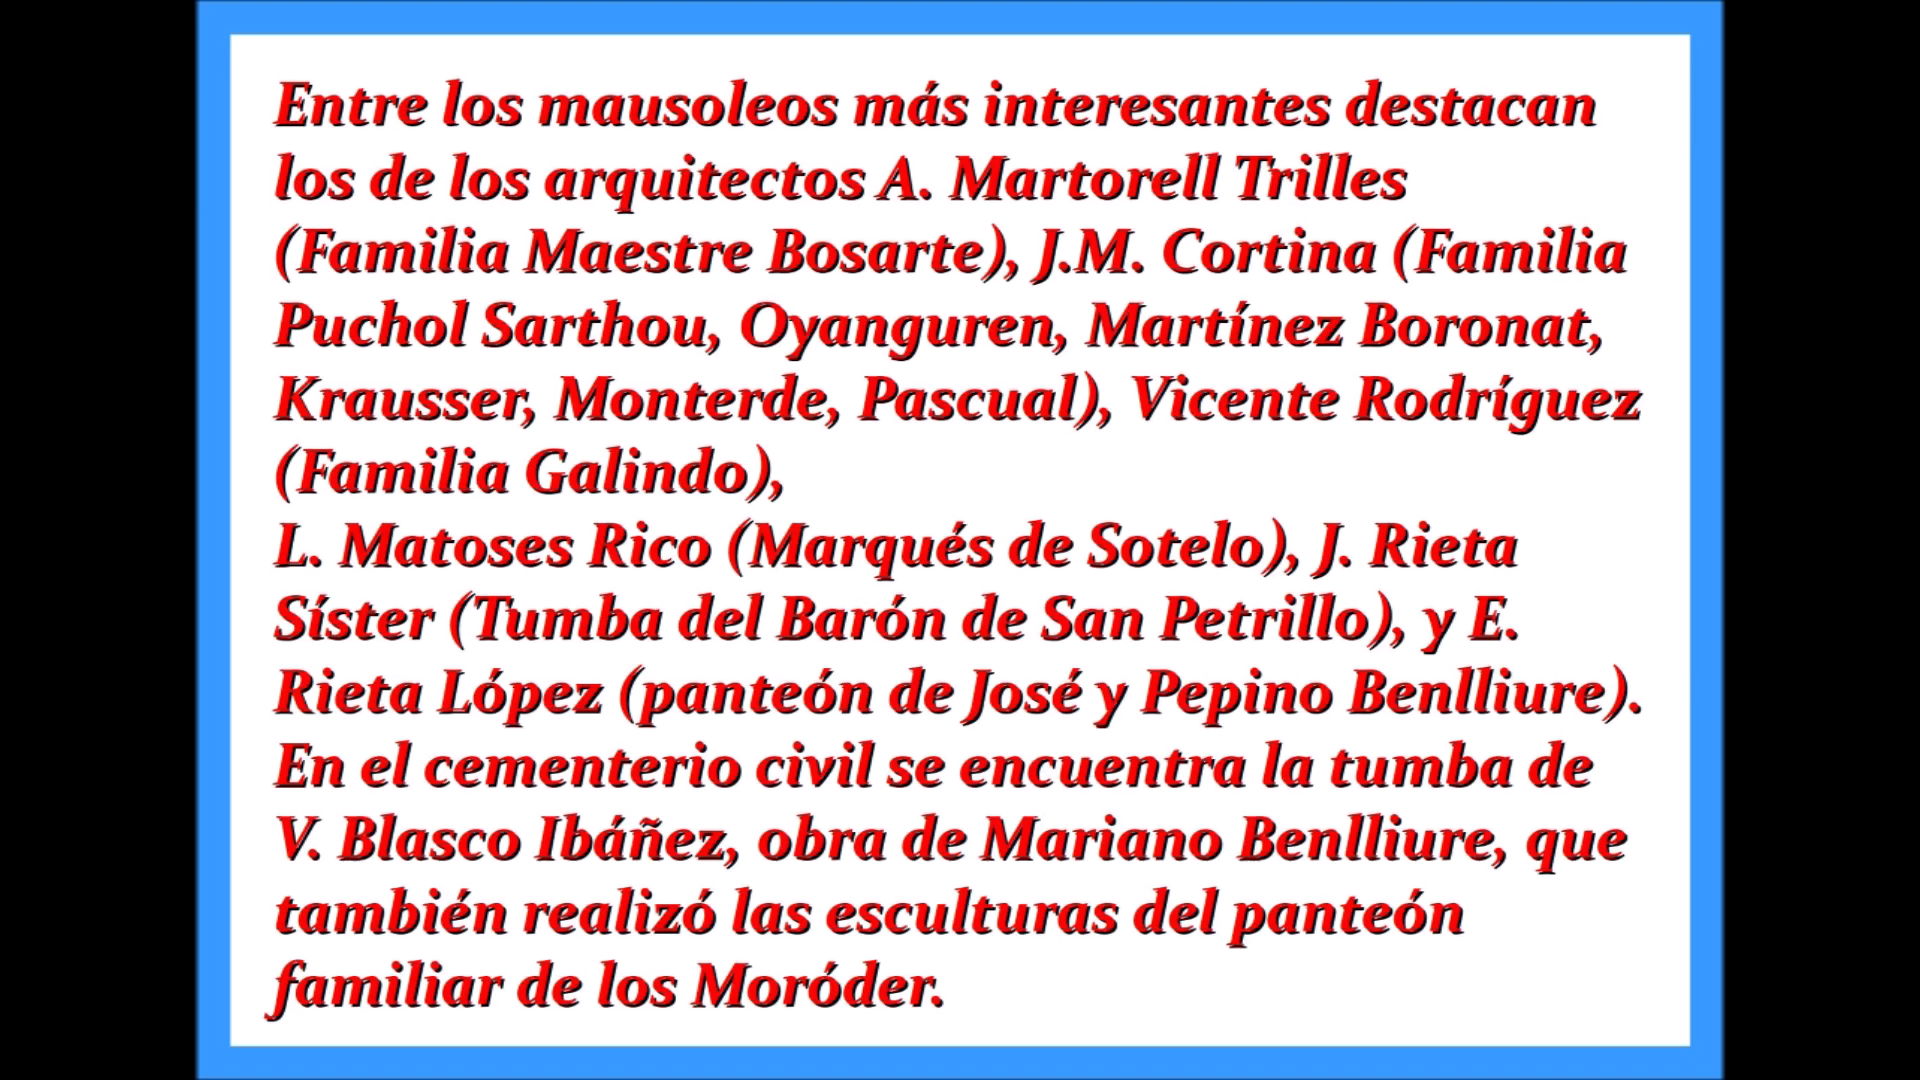 Entre los mausoleos más interesantes destacan
los de los arquitectos A. Martorell Trilles
(Familia Maestre Bosarte), J.M. Cortina (Familia
Puchol Sarthou, Oyanguren, Martínez Boronat,
Krausser, Monterde, Pascual), Vicente Rodríguez
(Familia Galindo),
L. Matoses Rico (Marqués de Sotelo), J. Rieta
Síster (Tumba del Barón de San Petrillo), y E.
Rieta López (panteón de José y Pepino Benlliure).
En el cementerio civil se encuentra la tumba de
V. Blasco Ibáñez, obra de Mariano Benlliure, que
también realizó las esculturas del panteón
familiar de los Moróder.